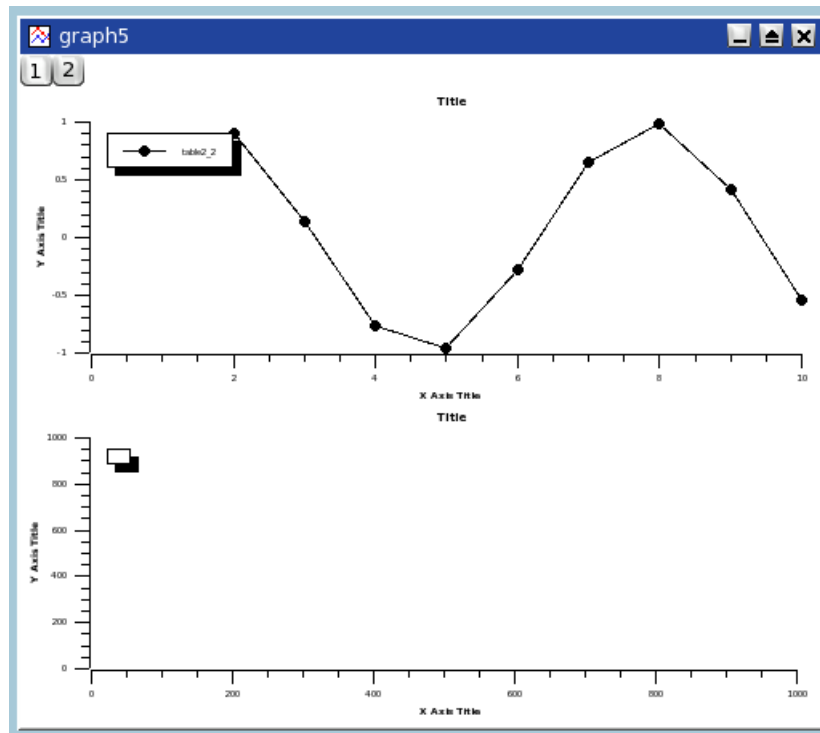 graph5
1 2
Title
1
table2_2
0.5
0
-0.5
-1
Y Axis Title
0 2 4 6 8 10
X Axis Title
Title
1000
800
600
400
200
0
Y Axis Title
0 200 400 600 800 1000
X Axis Title